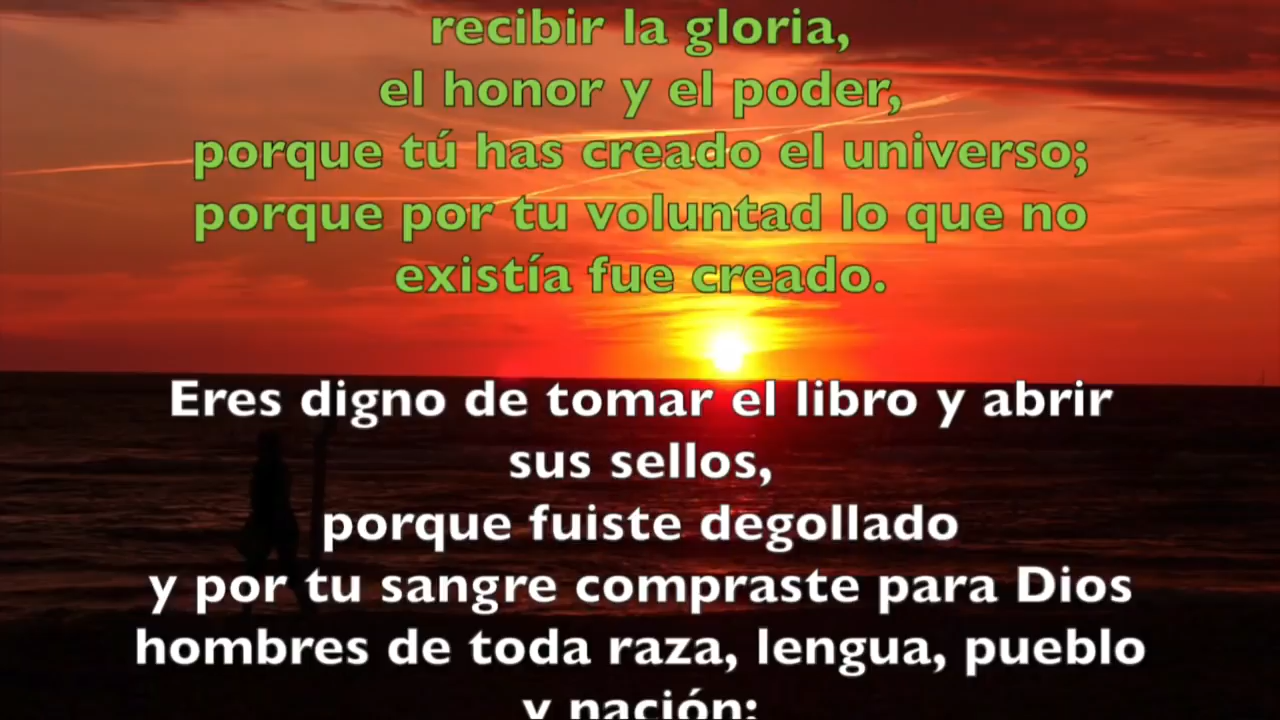 recibir la gloria,
el honor y el poder,
porque tú has creado el universo;
porque por tu voluntad lo que no
existía fue creado.
Eres digno de tomar el libro y abrir
sus sellos,
porque fuiste degollado
y por tu sangre compraste para Dios
hombres de toda raza, lengua, pueblo
y nación;